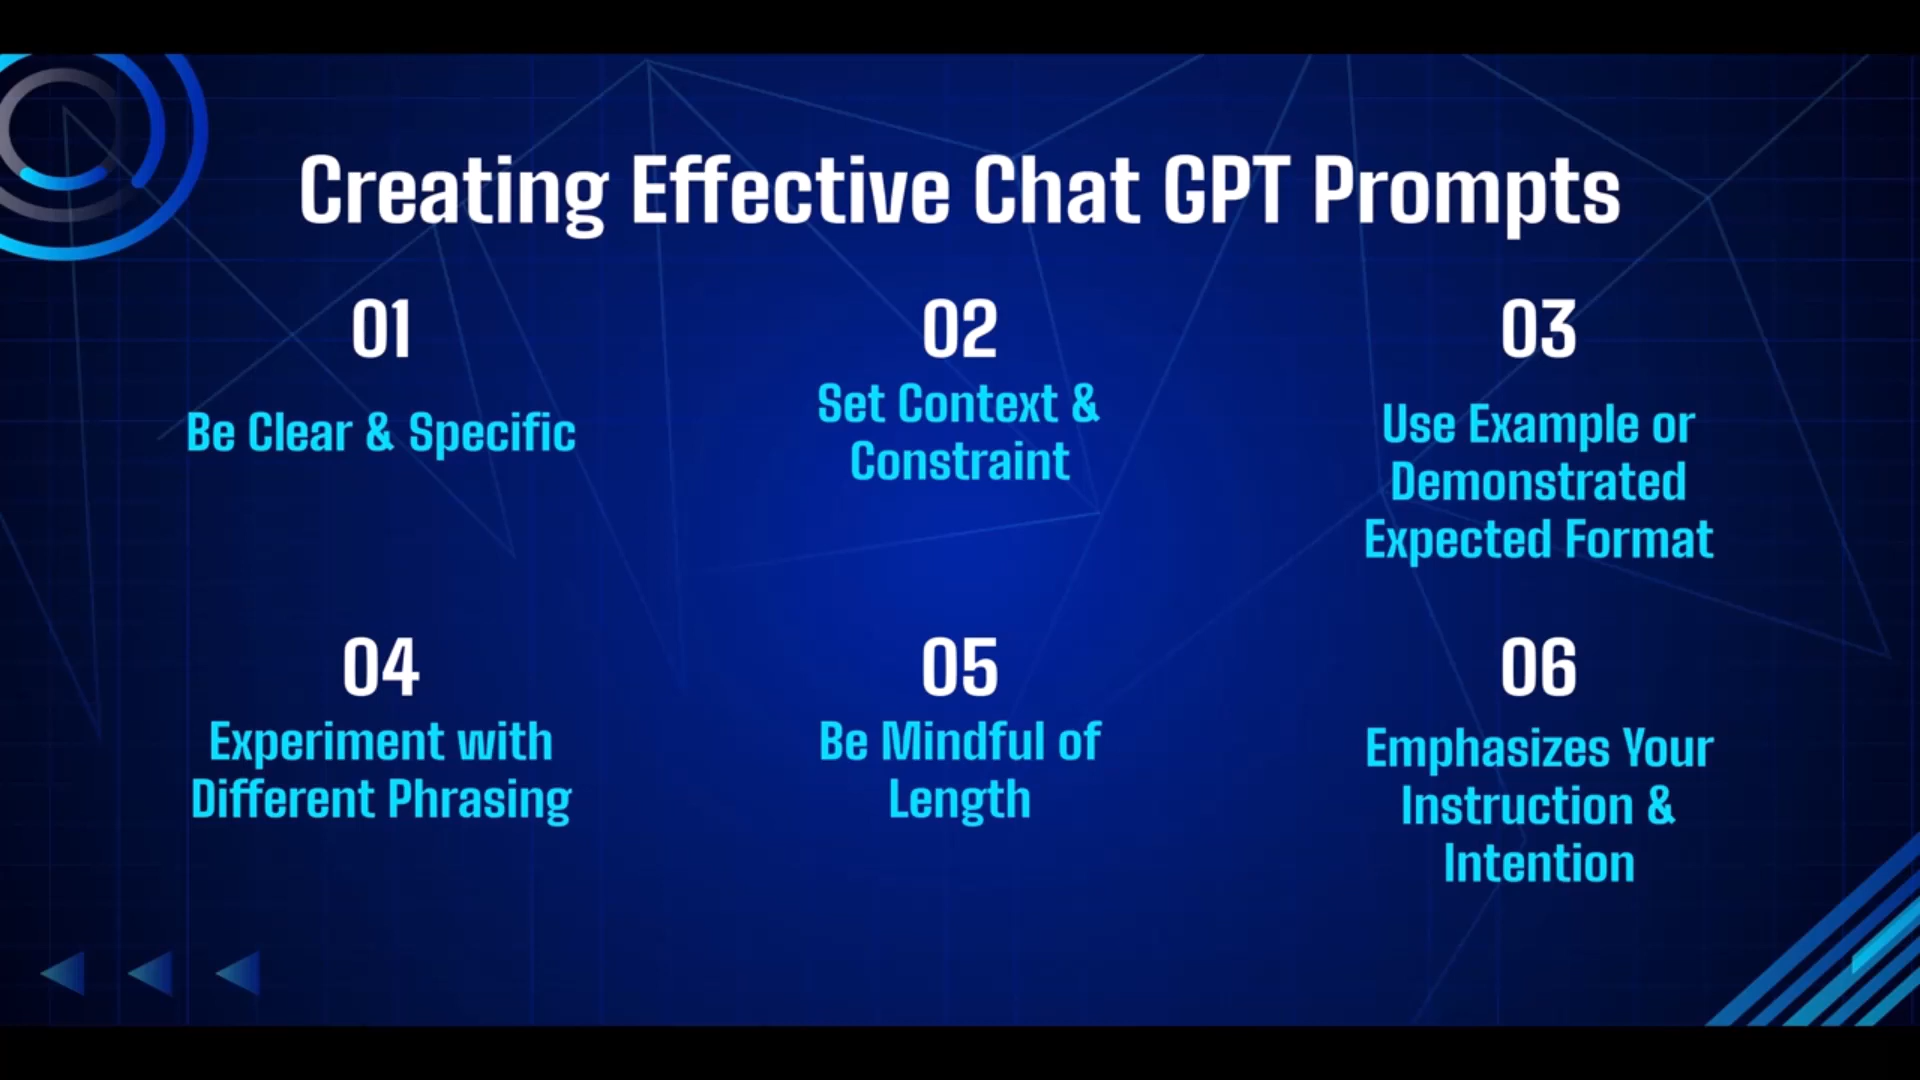 Creating Effective Chat GPT Prompts
01
Be Clear & Specific
02
Set Context &
Constraint
03
Use Example or
Demonstrated
Expected Format
04
Experiment with
Different Phrasing
05
Be Mindful of
Length
06
Emphasizes Your
Instruction &
Intention